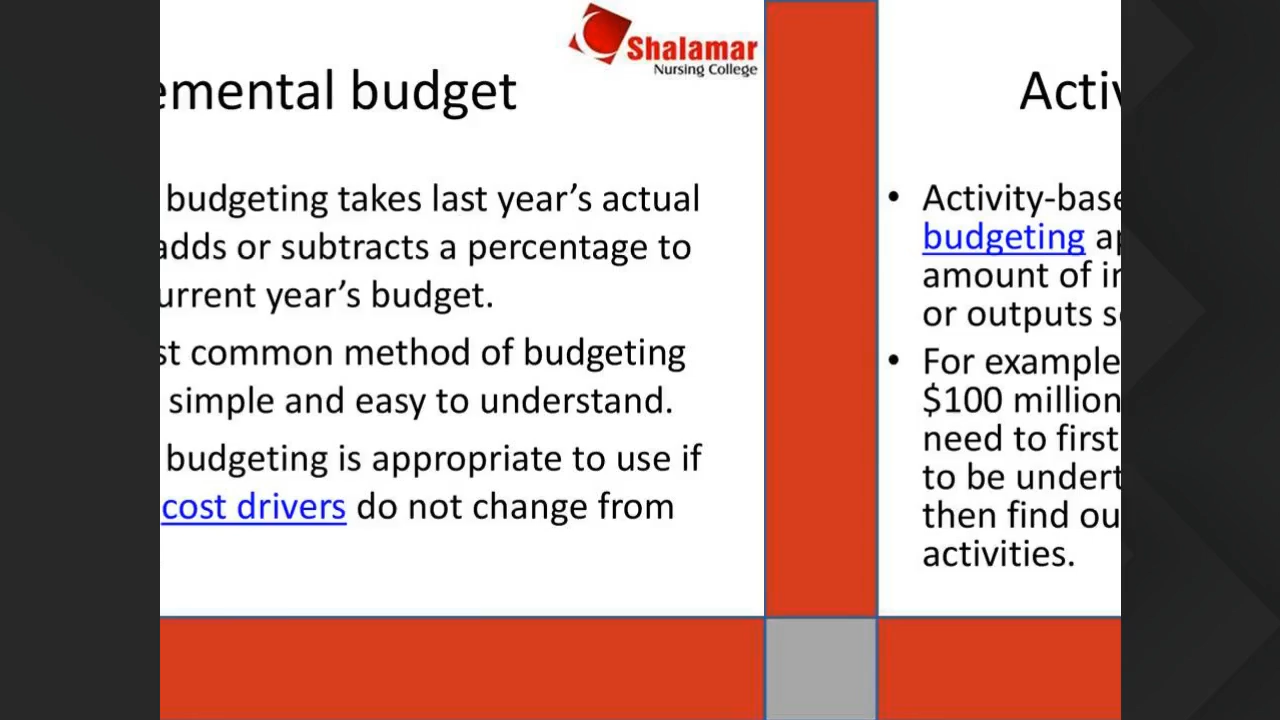 Shalamar
Nursing College
emental budget
budgeting takes last year's actual
adds or subtracts a percentage to
urrent year's budget.
st common method of budgeting
simple and easy to understand.
budgeting is appropriate to use if
cost drivers do not change from
Activ
• Activity-base
budgeting ap
amount of in
or outputs s
• For example
$100 million
need to first
to be undert
then find ou
activities.